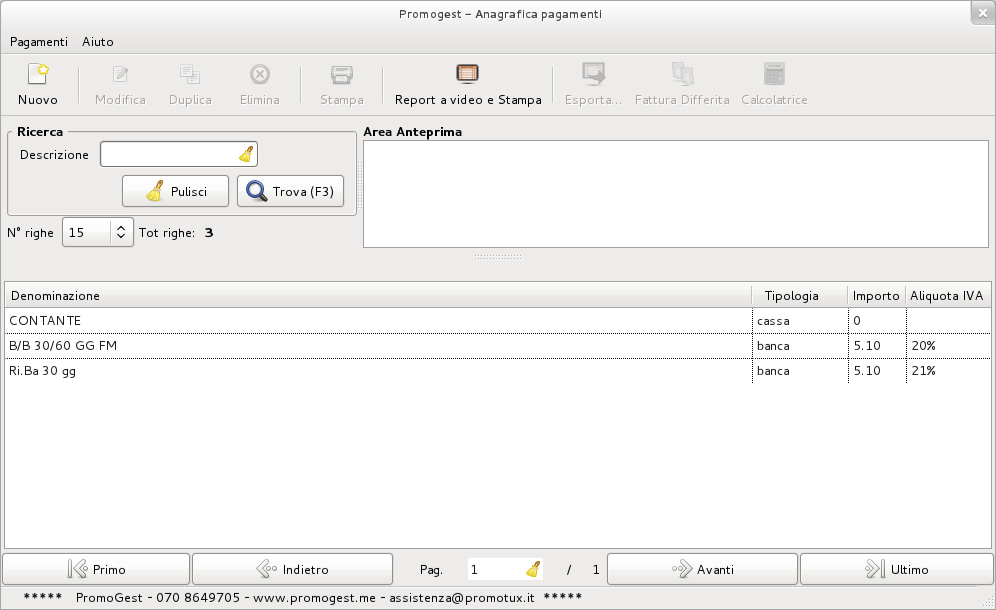 Promogest – Anagrafica pagamenti
Pagamenti Aiuto
Nuovo Modifica Duplica Elimina Stampa Report a video e Stampa Esporta... Fattura Differita Calcolatrice
Ricerca
Descrizione
Pulisci Trova (F3)
N° righe 15 Tot righe: 3
Area Anteprima
Denominazione Tipologia Importo Aliquota IVA
CONTANTE cassa 0
B/B 30/60 GG FM banca 5.10 20%
Ri.Ba 30 gg banca 5.10 21%
Primo Indietro Pag. 1 / 1 Avanti Ultimo
***** PromoGest - 070 8649705 - www.promogest.me - assistenza@promotux.it *****